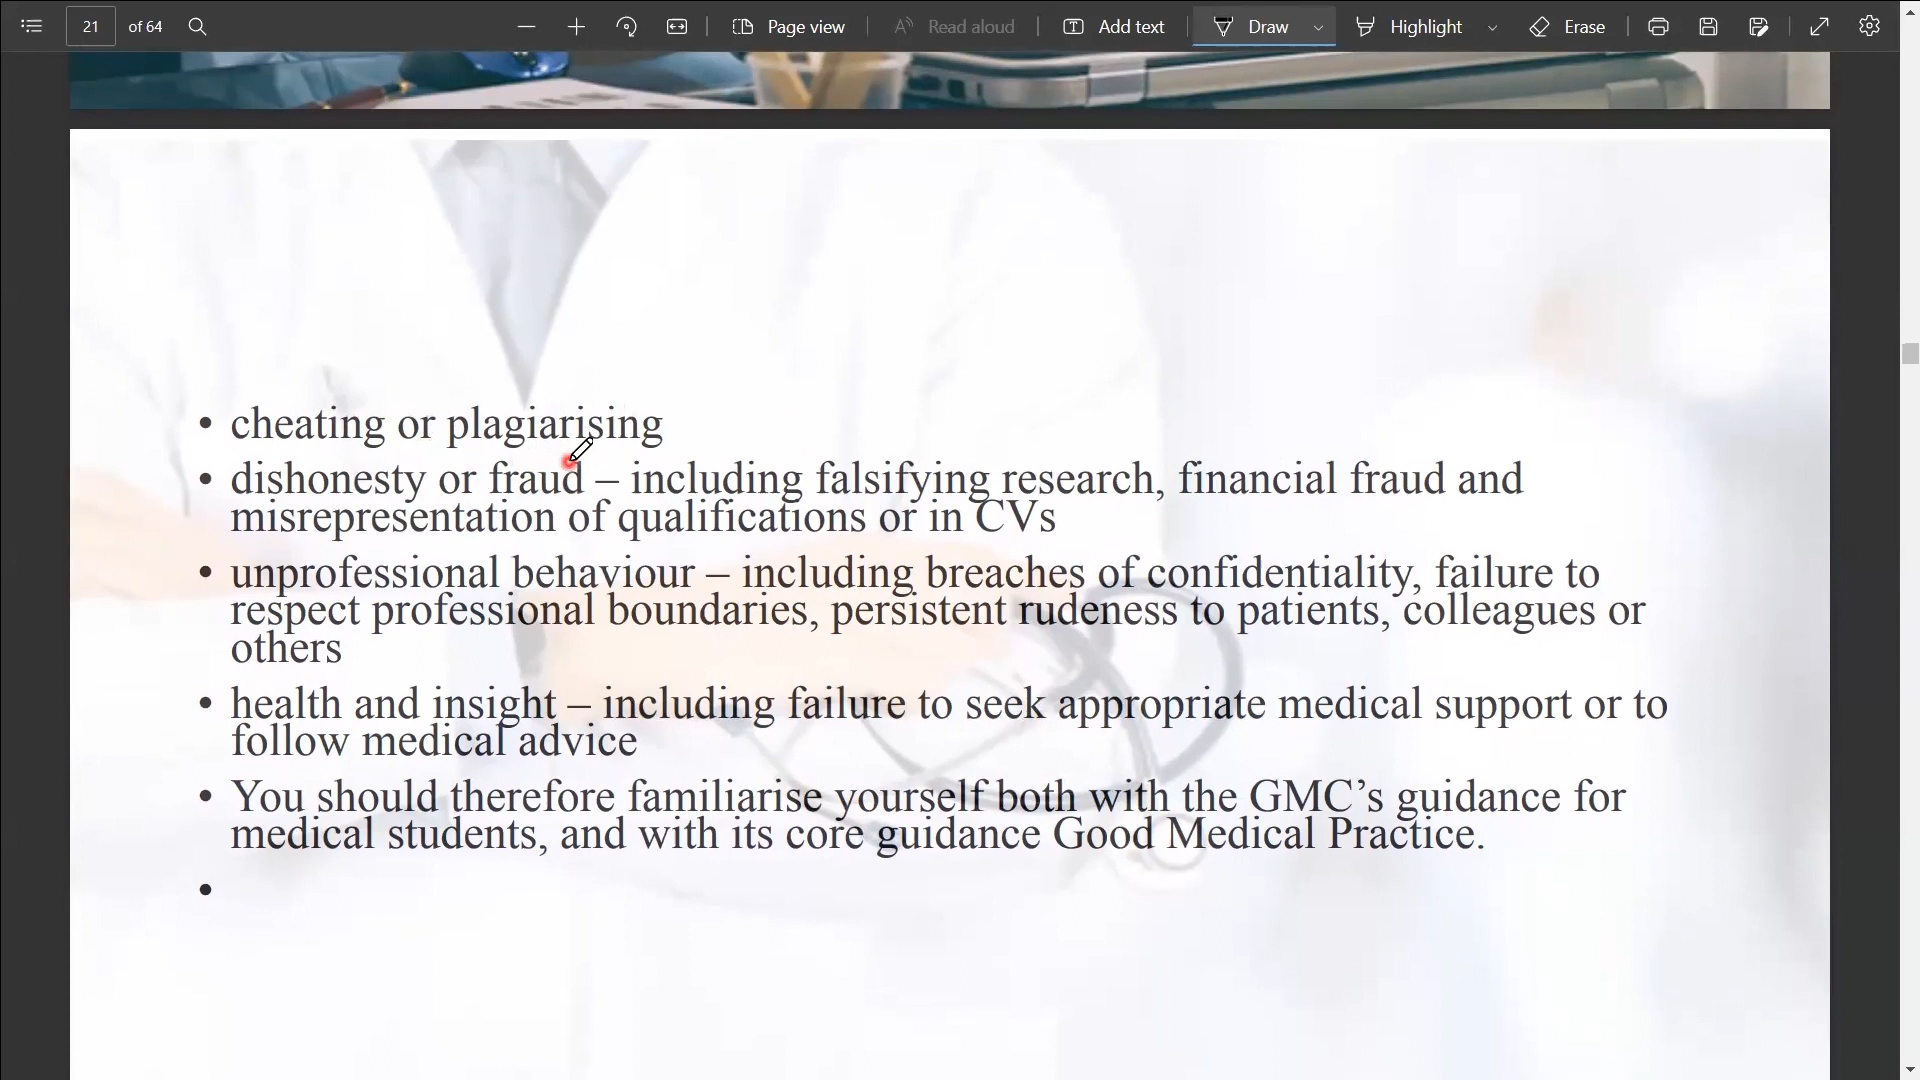 21 of 64 Page view Read aloud Add text Draw Highlight Erase
• cheating or plagiarising
• dishonesty or fraud – including falsifying research, financial fraud and
misrepresentation of qualifications or in CVs
• unprofessional behaviour – including breaches of confidentiality, failure to
respect professional boundaries, persistent rudeness to patients, colleagues or
others
• health and insight – including failure to seek appropriate medical support or to
follow medical advice
• You should therefore familiarise yourself both with the GMC’s guidance for
medical students, and with its core guidance Good Medical Practice.
•